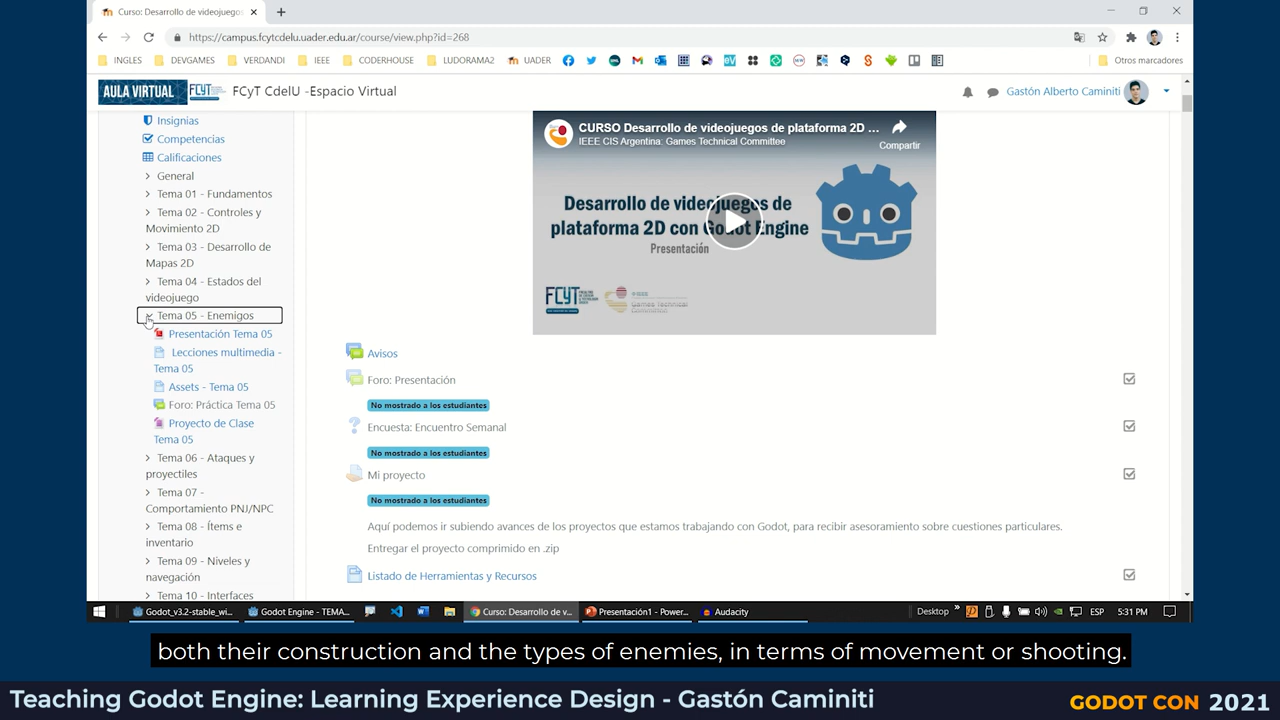 Curso: Desarrollo de videojuegos
https://campus.fcytcdelu.uader.edu.ar/course/view.php?id=268
INGLES
DEVGAMES
VERDANDI
IEEE
CODERHOUSE
LUDORAMA2
UADER
Otros marcadores
AULA VIRTUAL
FCyT
FCyT CdelU -Espacio Virtual
Gastón Alberto Caminiti
Insignias
Competencias
Calificaciones
General
Tema 01 - Fundamentos
Tema 02 - Controles y
Movimiento 2D
Tema 03 - Desarrollo de
Mapas 2D
Tema 04 - Estados del
videojuego
Tema 05 - Enemigos
Presentación Tema 05
Lecciones multimedia -
Tema 05
Assets - Tema 05
Foro: Práctica Tema 05
Proyecto de Clase
Tema 05
Tema 06 - Ataques y
proyectiles
Tema 07 -
Comportamiento PNJ/NPC
Tema 08 - Ítems e
inventario
Tema 09 - Niveles y
navegación
Tema 10 - Interfaces
CURSO Desarrollo de videojuegos de plataforma 2D ...
IEEE CIS Argentina: Games Technical Committee
Compartir
Desarrollo de videojuegos de
plataforma 2D con Godot Engine
Presentación
FCyT
IEEE
Games Technical
Committee
Avisos
Foro: Presentación
No mostrado a los estudiantes
Encuesta: Encuentro Semanal
No mostrado a los estudiantes
Mi proyecto
No mostrado a los estudiantes
Aquí podemos ir subiendo avances de los proyectos que estamos trabajando con Godot, para recibir asesoramiento sobre cuestiones particulares.
Entregar el proyecto comprimido en .zip
Listado de Herramientas y Recursos
Godot_v3.2-stable_wi...
Godot Engine - TEMA...
Curso: Desarrollo de v...
Presentación1 - Power...
Audacity
Desktop
ESP
5:31 PM
both their construction and the types of enemies, in terms of movement or shooting.
Teaching Godot Engine: Learning Experience Design - Gastón Caminiti
GODOT CON 2021